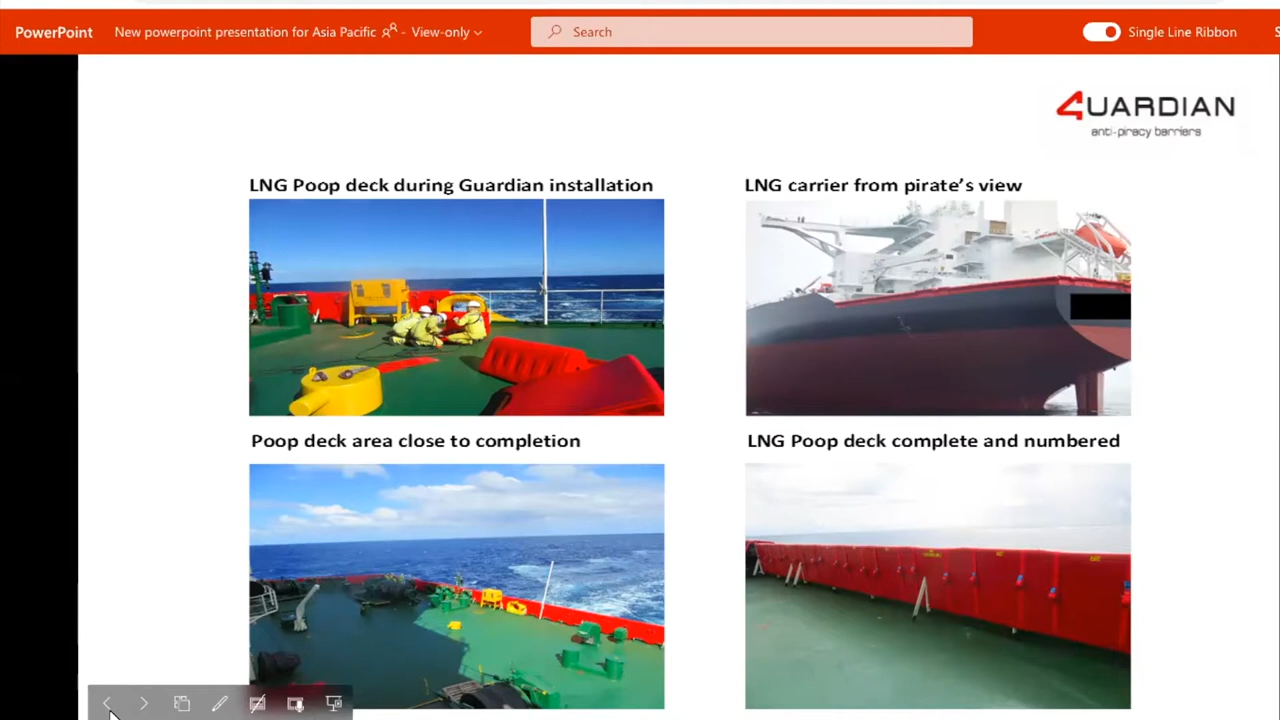 PowerPoint
New powerpoint presentation for Asia Pacific - View-only
Search
Single Line Ribbon
4UARDIAN
anti-piracy barriers
LNG Poop deck during Guardian installation
LNG carrier from pirate's view
Poop deck area close to completion
LNG Poop deck complete and numbered